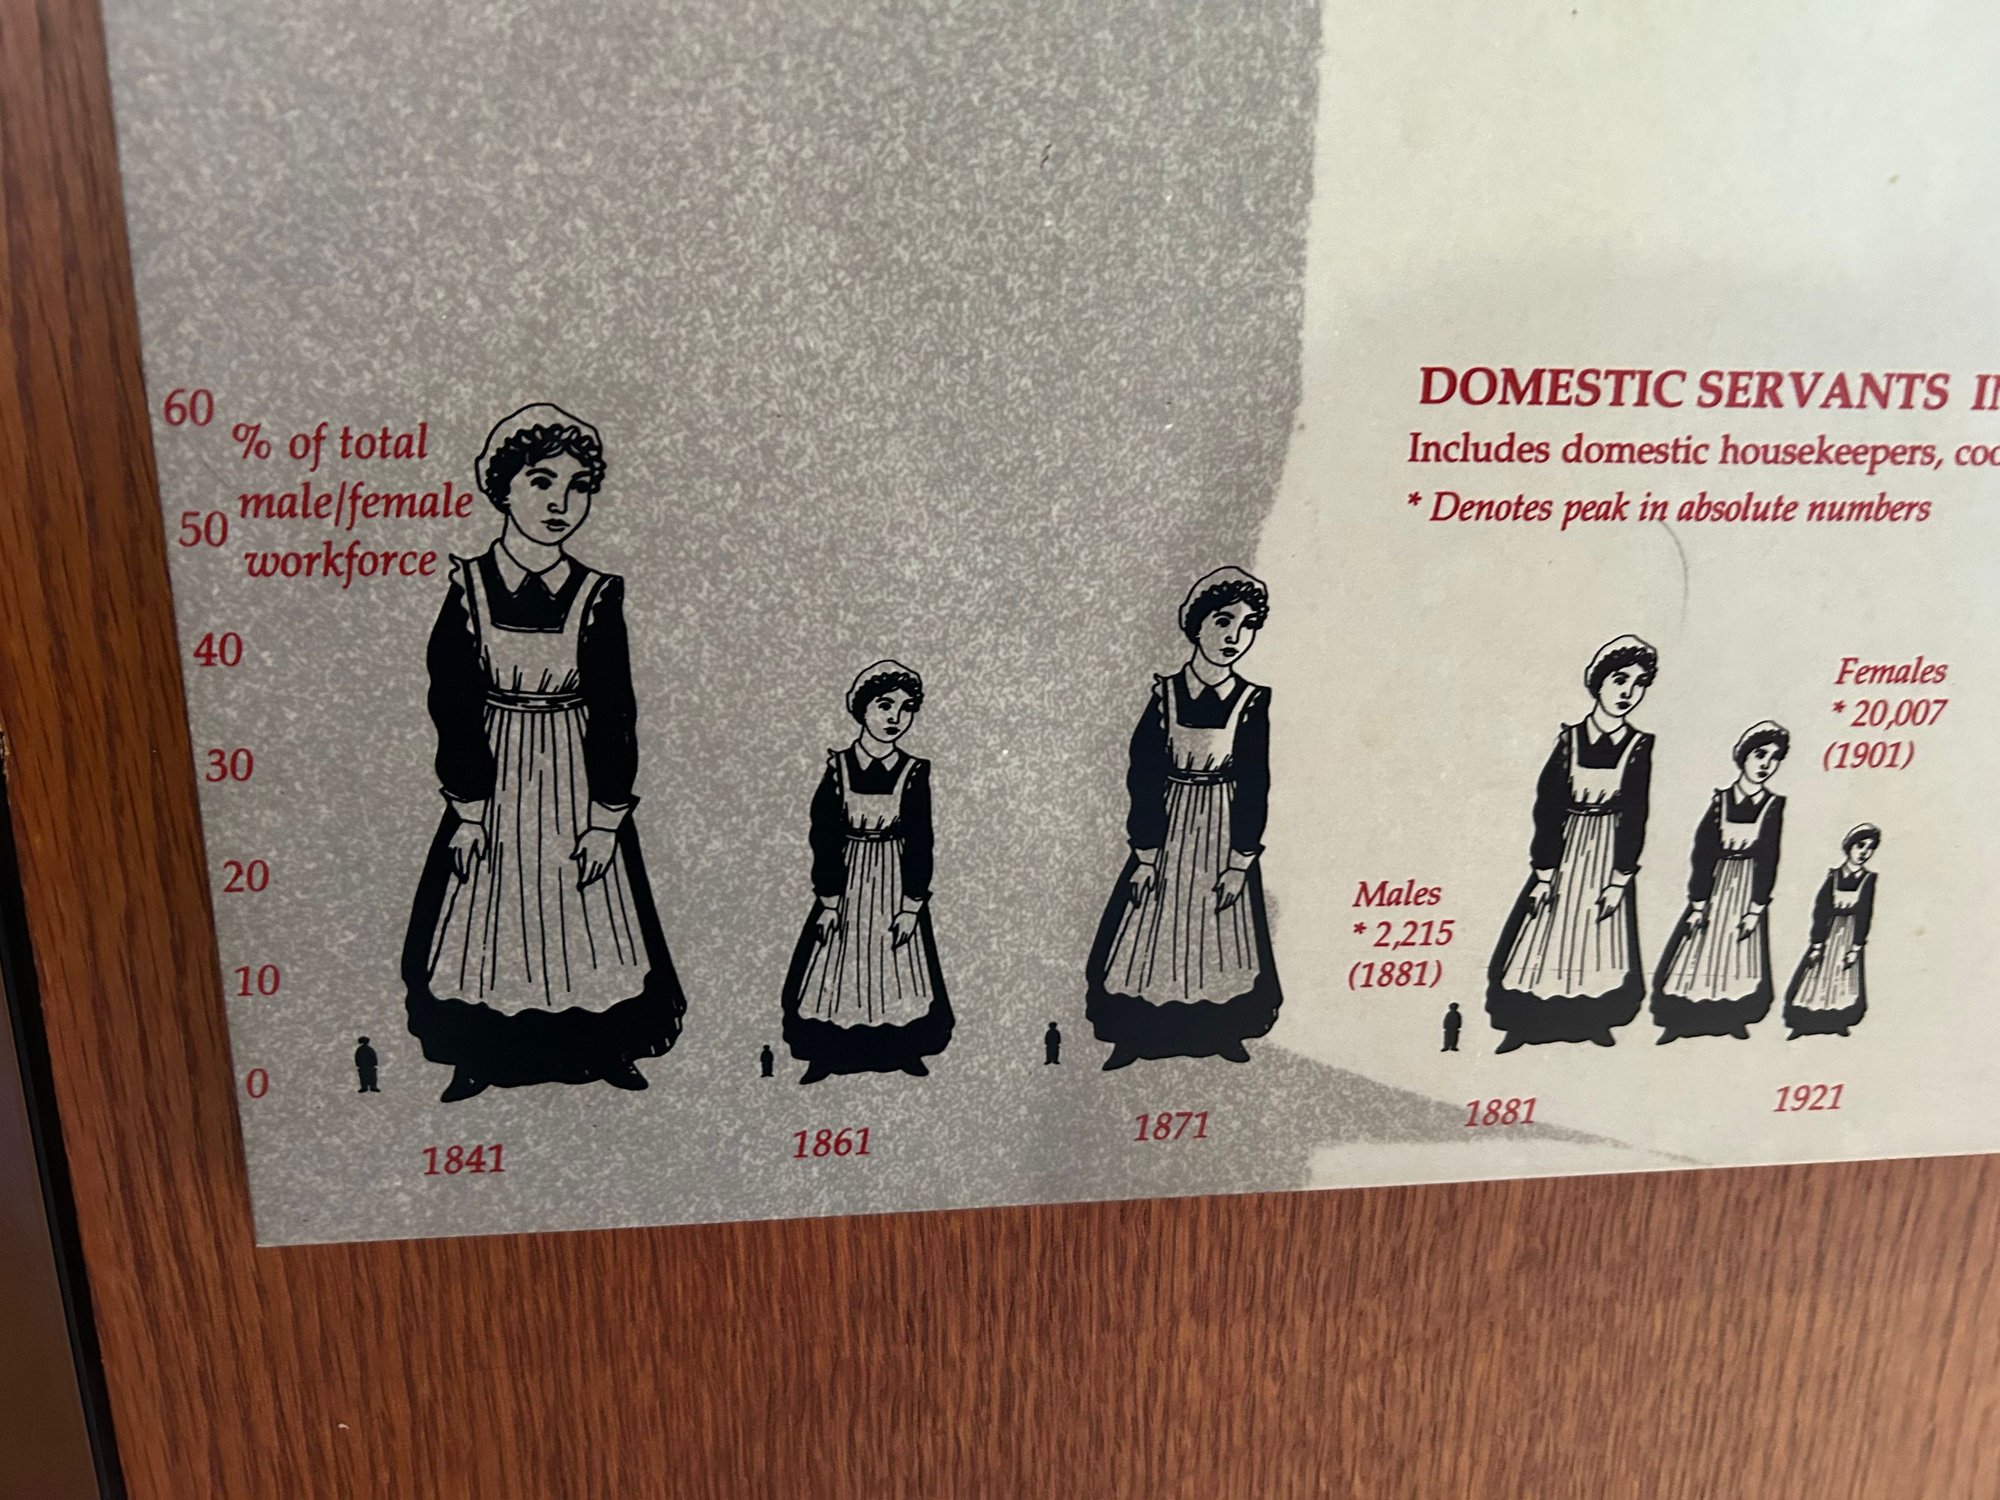 60
% of total
male/female
50
workforce
40
30
20
10
0
1841
1861
1871
1881
1921
DOMESTIC SERVANTS
Includes domestic housekeepers,
* Denotes peak in absolute numbers
Females
* 20,007
(1901)
Males
* 2,215
(1881)